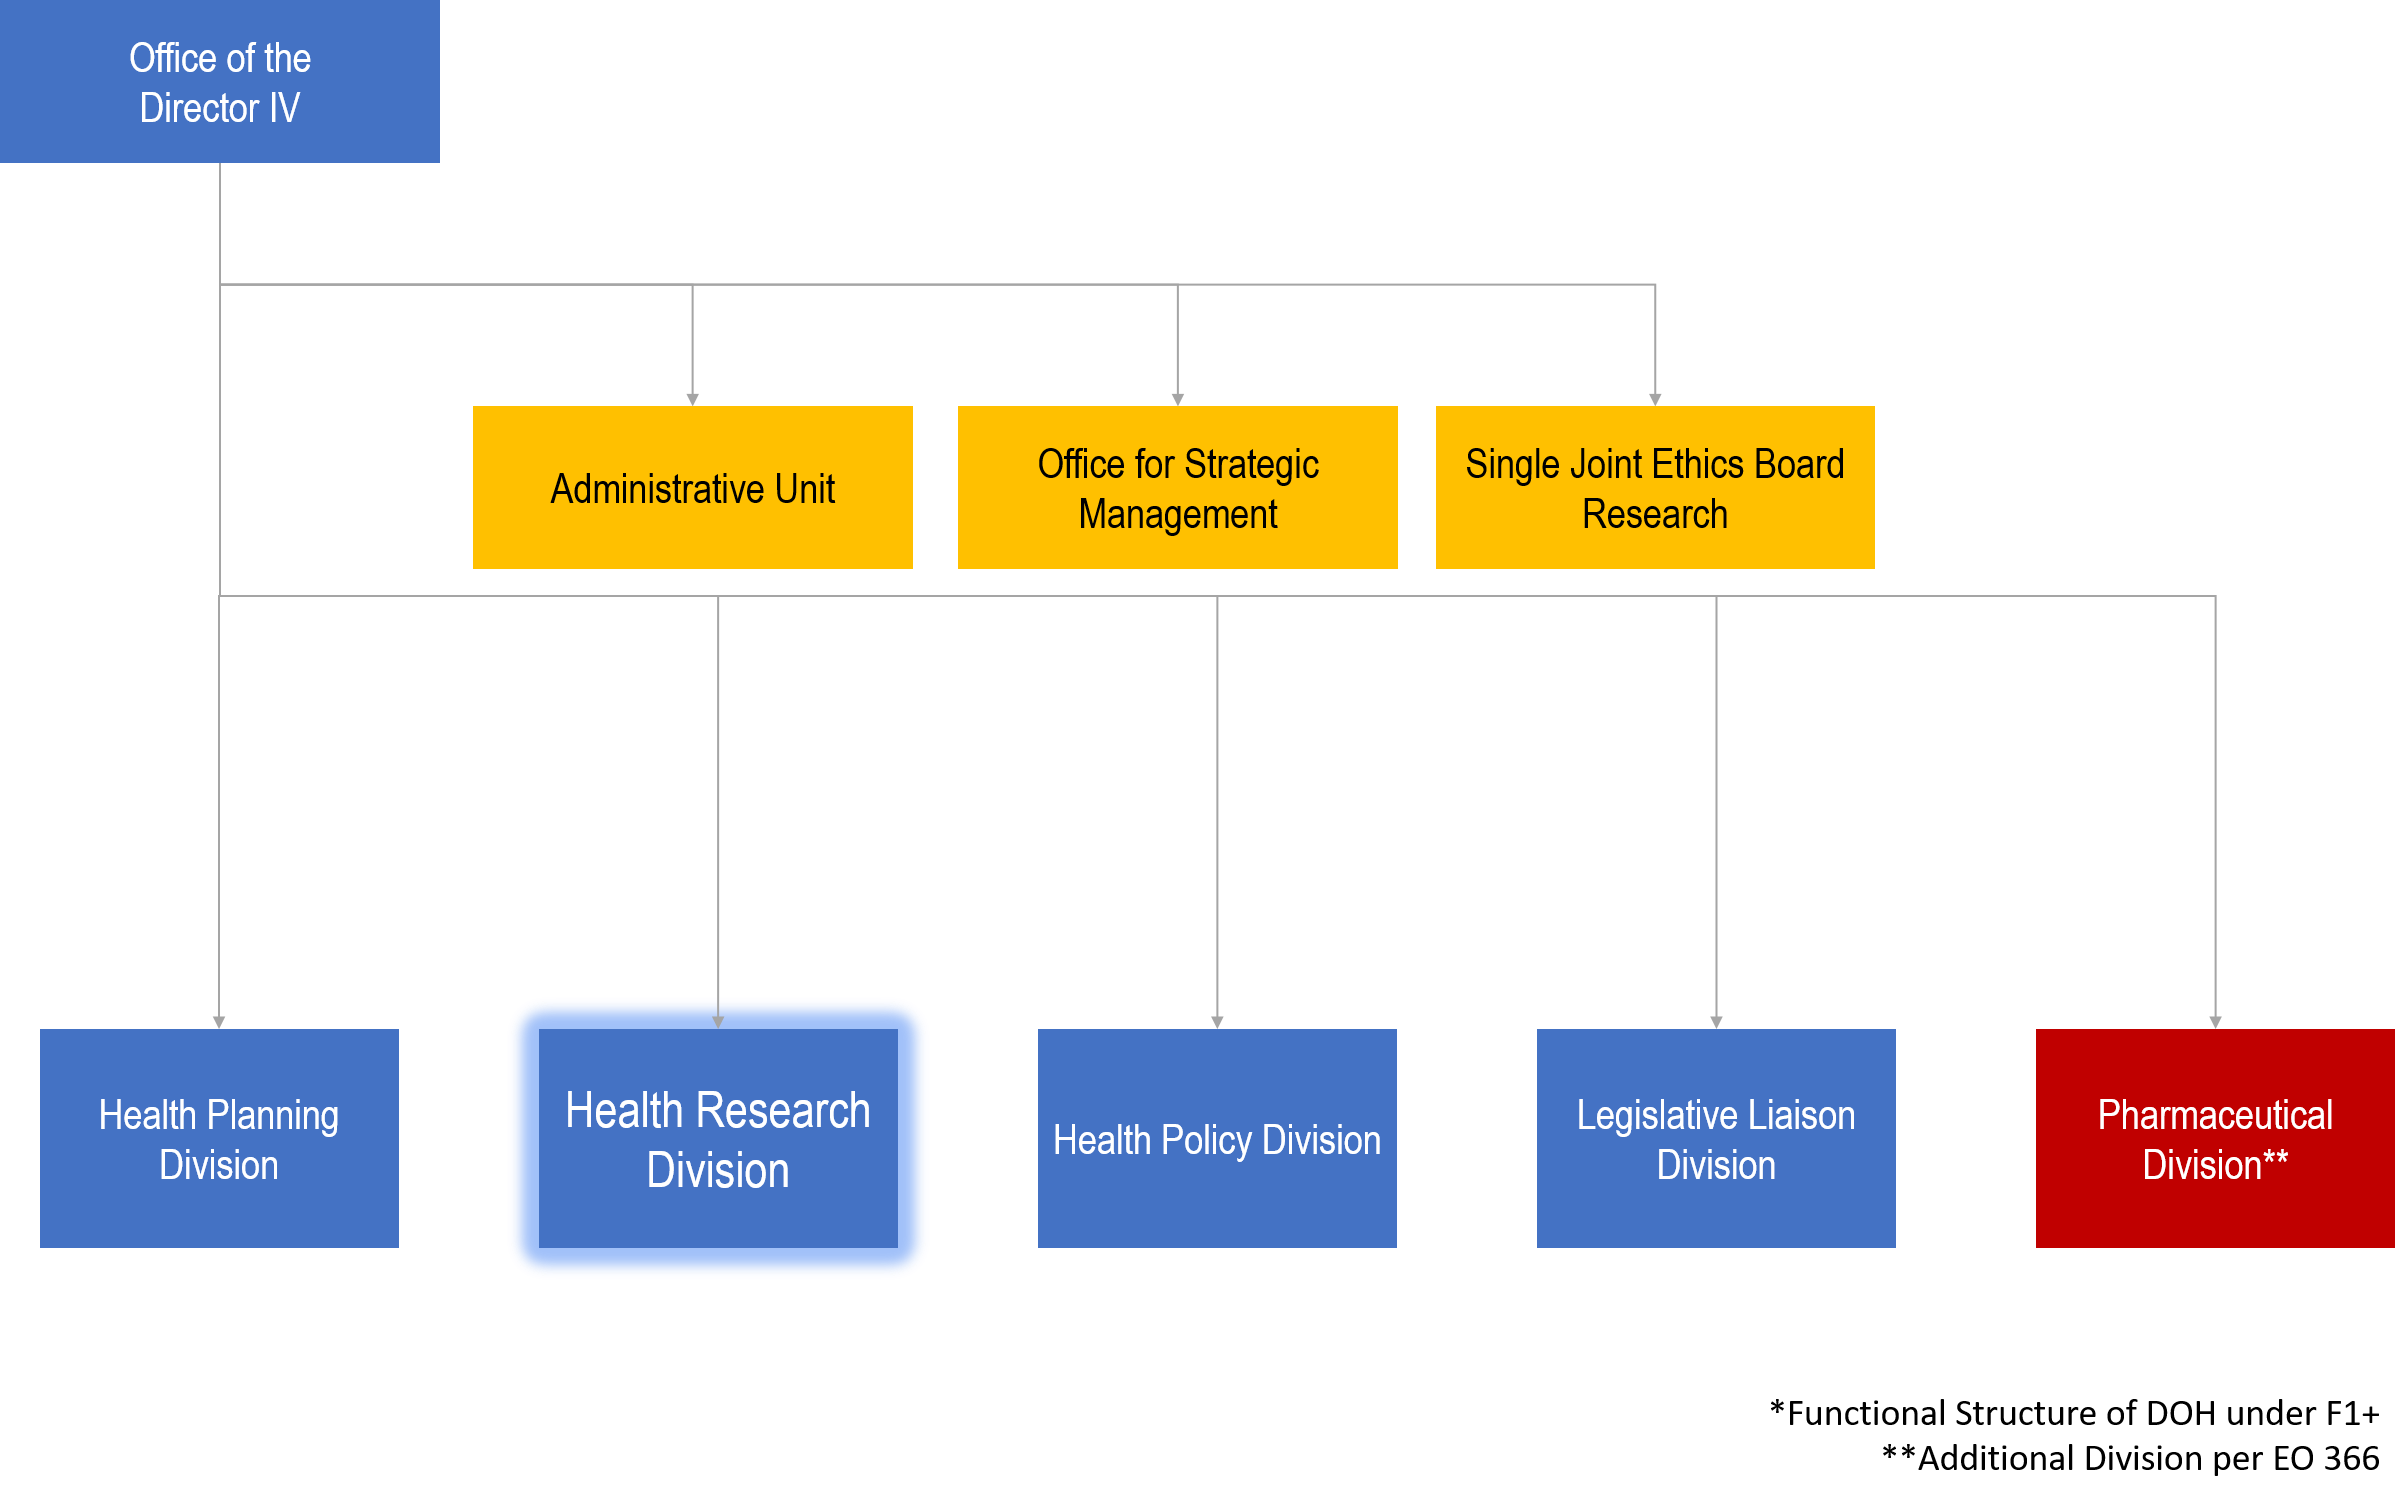 Office of the
Director IV
Administrative Unit
Office for Strategic
Management
Single Joint Ethics Board
Research
Health Planning
Division
Health Research
Division
Health Policy Division
Legislative Liaison
Division
Pharmaceutical
Division**
*Functional Structure of DOH under F1+
**Additional Division per EO 366